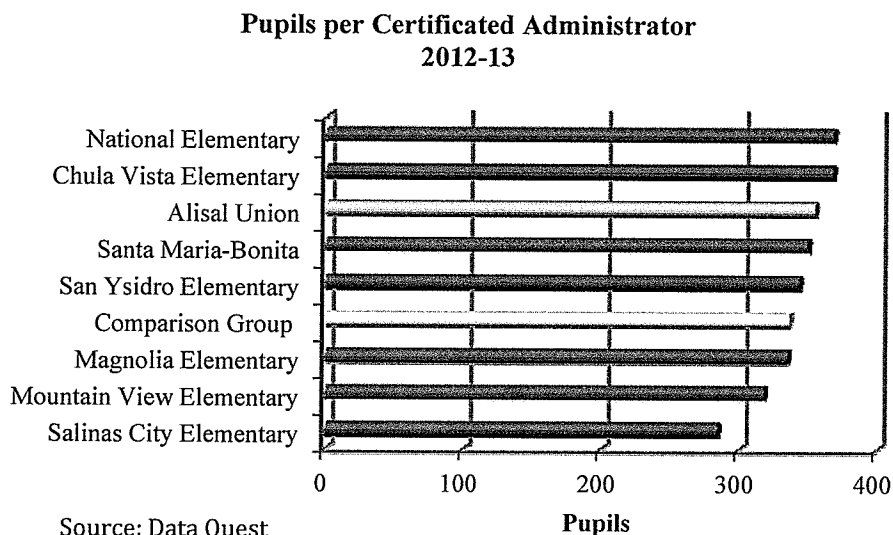 Pupils per Certificated Administrator
2012-13
National Elementary
Chula Vista Elementary
Alisal Union
Santa Maria-Bonita
San Ysidro Elementary
Comparison Group
Magnolia Elementary
Mountain View Elementary
Salinas City Elementary
0 100 200 300 400
Source: Data Quest
Pupils